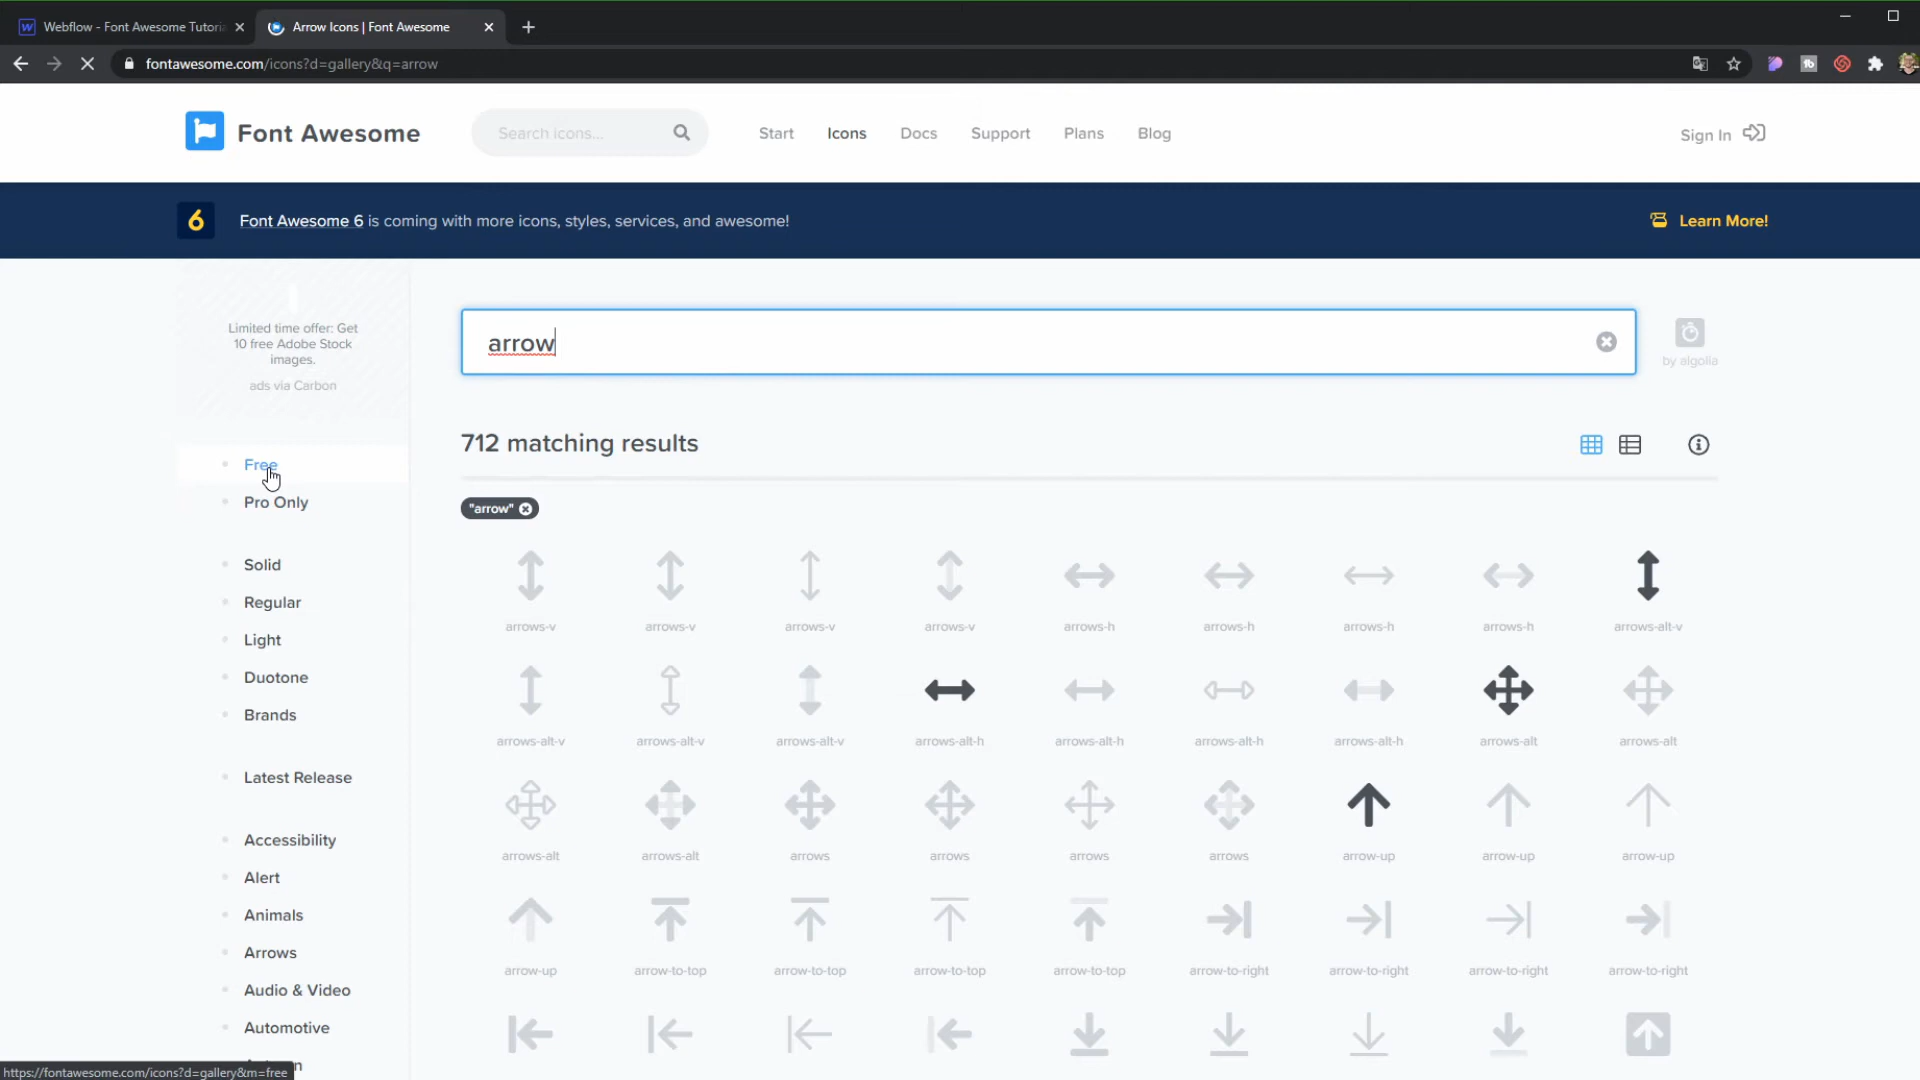 Webflow - Font Awesome Tutoria
Arrow Icons | Font Awesome
fontawesome.com/icons?d=gallery&q=arrow
Font Awesome
Search icons...
Start
Icons
Docs
Support
Plans
Blog
Sign In
6
Font Awesome 6 is coming with more icons, styles, services, and awesome!
Learn More!
Limited time offer: Get
10 free Adobe Stock
images.
ads via Carbon
arrow
by algolia
712 matching results
Free
Pro Only
"arrow"
Solid
Regular
Light
Duotone
Brands
Latest Release
Accessibility
Alert
Animals
Arrows
Audio & Video
Automotive
arrows-v arrows-v arrows-v arrows-v arrows-h arrows-h arrows-h arrows-h arrows-alt-v
arrows-alt-v arrows-alt-v arrows-alt-v arrows-alt-h arrows-alt-h arrows-alt-h arrows-alt-h arrows-alt arrows-alt
arrows-alt arrows-alt arrows arrows arrows arrows arrow-up arrow-up arrow-up
arrow-up arrow-to-top arrow-to-top arrow-to-top arrow-to-top arrow-to-right arrow-to-right arrow-to-right arrow-to-right
https://fontawesome.com/icons?d=gallery&m=free